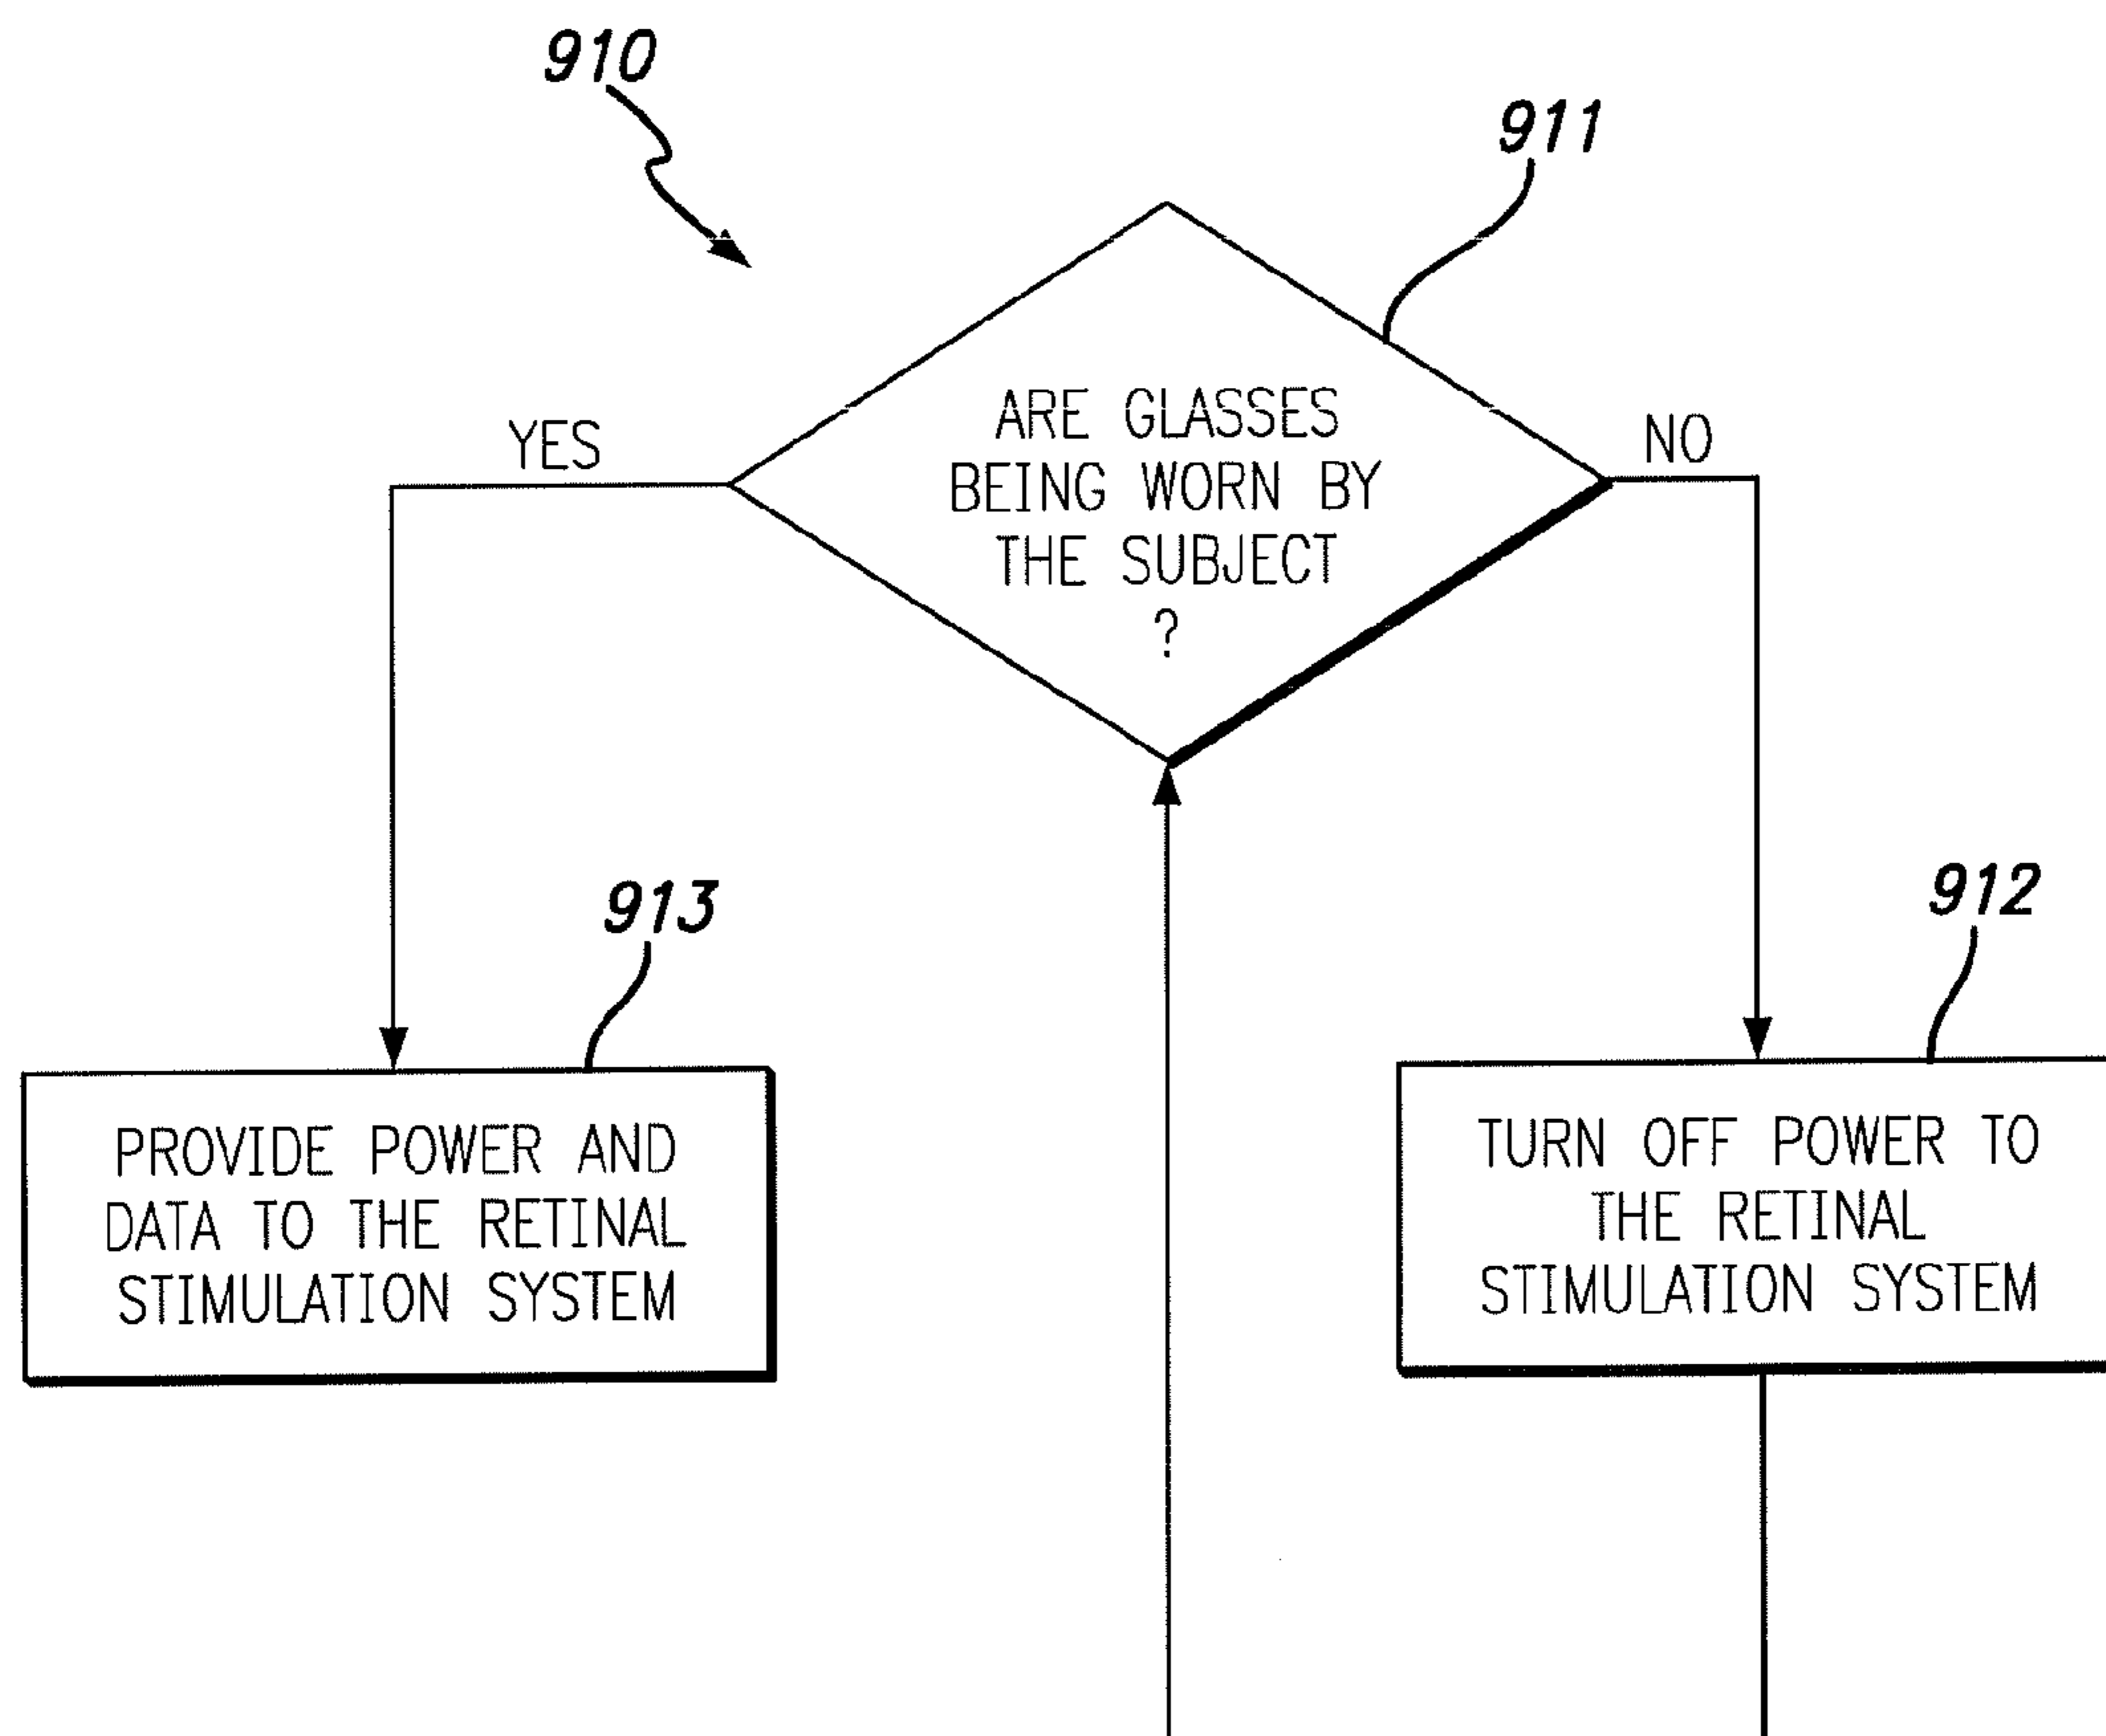 910
911
ARE GLASSES
BEING WORN BY
THE SUBJECT
?
YES
NO
913
912
PROVIDE POWER AND
DATA TO THE RETINAL
STIMULATION SYSTEM
TURN OFF POWER TO
THE RETINAL
STIMULATION SYSTEM